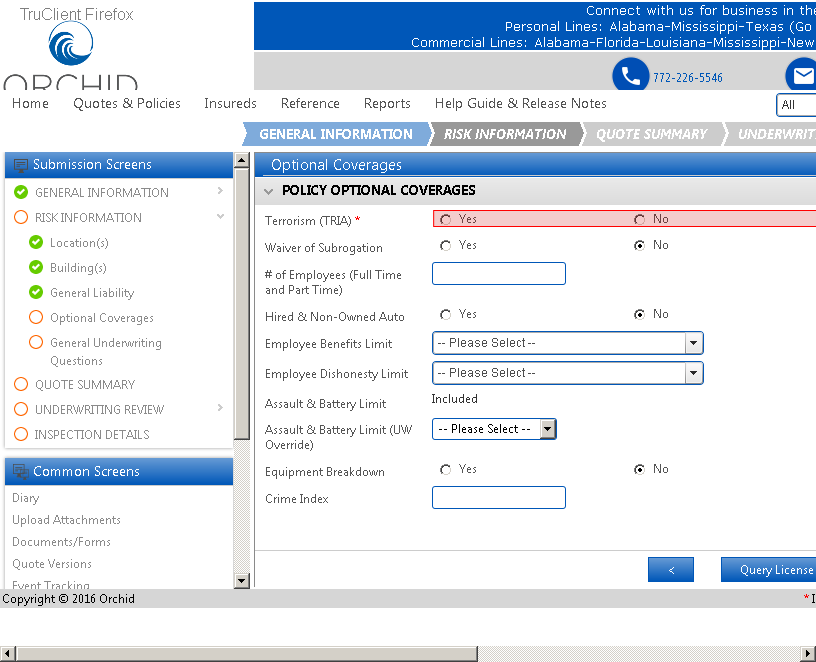 TruClient Firefox
ORCHID
Connect with us for business in the
Personal Lines: Alabama-Mississippi-Texas (Go
Commercial Lines: Alabama-Florida-Louisiana-Mississippi-New
772-226-5546
Home Quotes & Policies Insureds Reference Reports Help Guide & Release Notes
All
GENERAL INFORMATION RISK INFORMATION QUOTE SUMMARY UNDERWRIT
Submission Screens
GENERAL INFORMATION
RISK INFORMATION
Location(s)
Building(s)
General Liability
Optional Coverages
General Underwriting
Questions
QUOTE SUMMARY
UNDERWRITING REVIEW
INSPECTION DETAILS
Common Screens
Diary
Upload Attachments
Documents/Forms
Quote Versions
Event Tracking
Optional Coverages
POLICY OPTIONAL COVERAGES
Terrorism (TRIA) * Yes No
Waiver of Subrogation Yes No
# of Employees (Full Time
and Part Time)
Hired & Non-Owned Auto Yes No
Employee Benefits Limit -- Please Select --
Employee Dishonesty Limit -- Please Select --
Assault & Battery Limit Included
Assault & Battery Limit (UW
Override) -- Please Select --
Equipment Breakdown Yes No
Crime Index
< Query License
Copyright © 2016 Orchid
* I